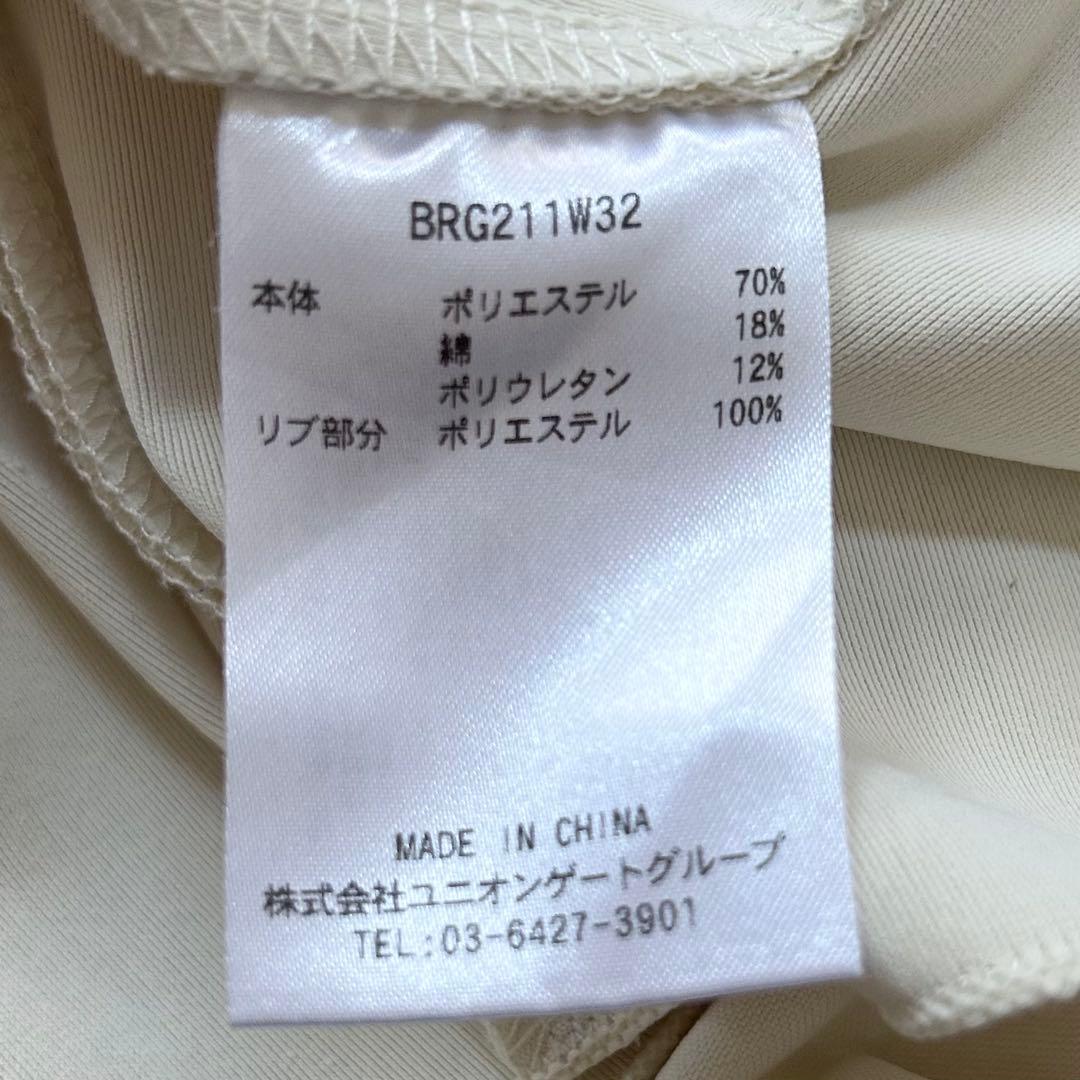 BRG211W32
本体 ポリエステル 70%
綿 18%
ポリウレタン 12%
リブ部分 ポリエステル 100%
MADE IN CHINA
株式会社ユニオンゲートグループ
TEL:03-6427-3901